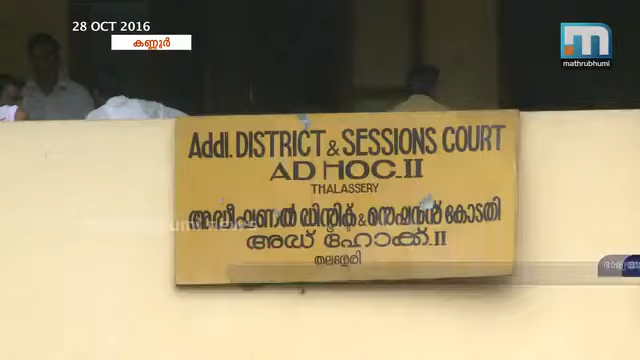 28 OCT 2016
കണ്ണൂർ
mathrubhumi
Addl. DISTRICT & SESSIONS COURT
AD HOC-II
THALASSERY
അഡീഷണൽ ഡിസ്ട്രിക്ട് & സെഷൻസ് കോടതി
അഡ് ഹോക്ക്-II
തലശ്ശേരി